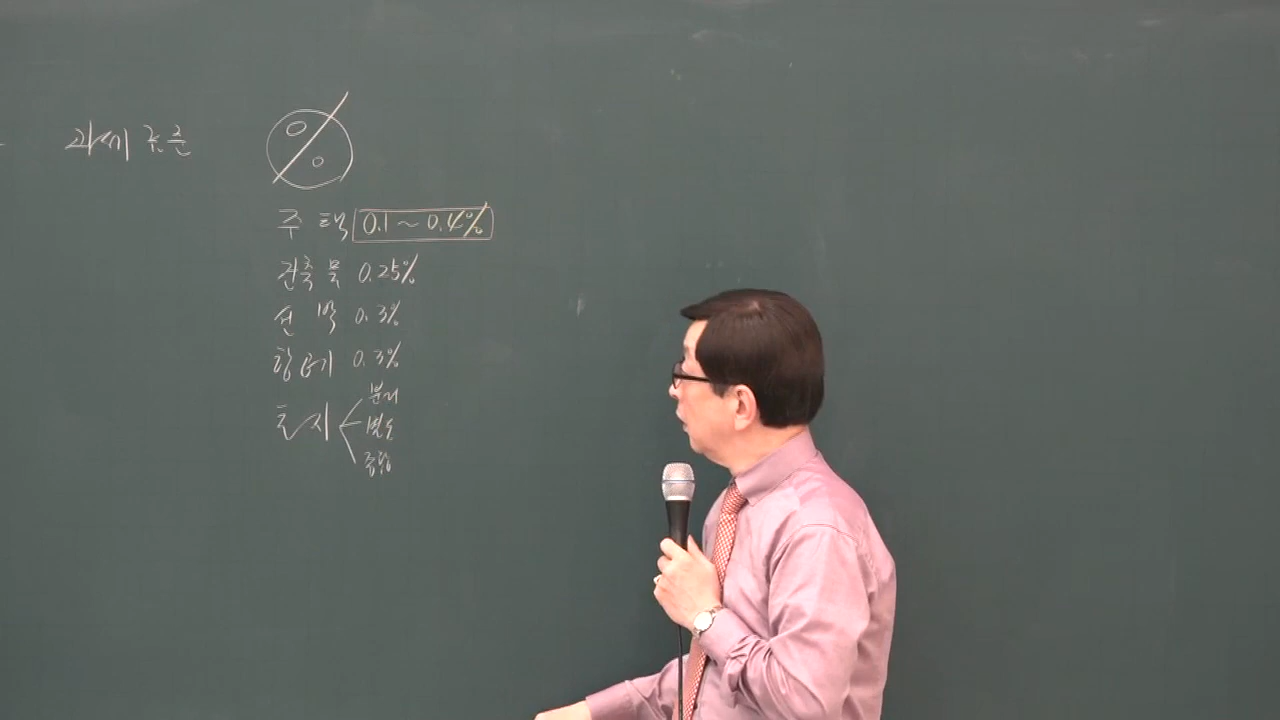 과세 표준 %
주택 0.1 ~ 0.4%
건축물 0.25%
선박 0.3%
항공기 0.3%
토지 분리
별도
종합